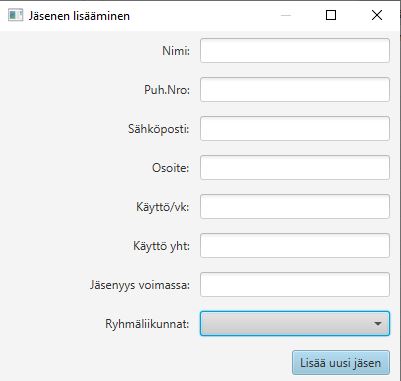 Jäsenen lisääminen
Nimi:
Puh.Nro:
Sähköposti:
Osoite:
Käyttö/vk:
Käyttö yht:
Jäsenyys voimassa:
Ryhmäliikunnat:
Lisää uusi jäsen